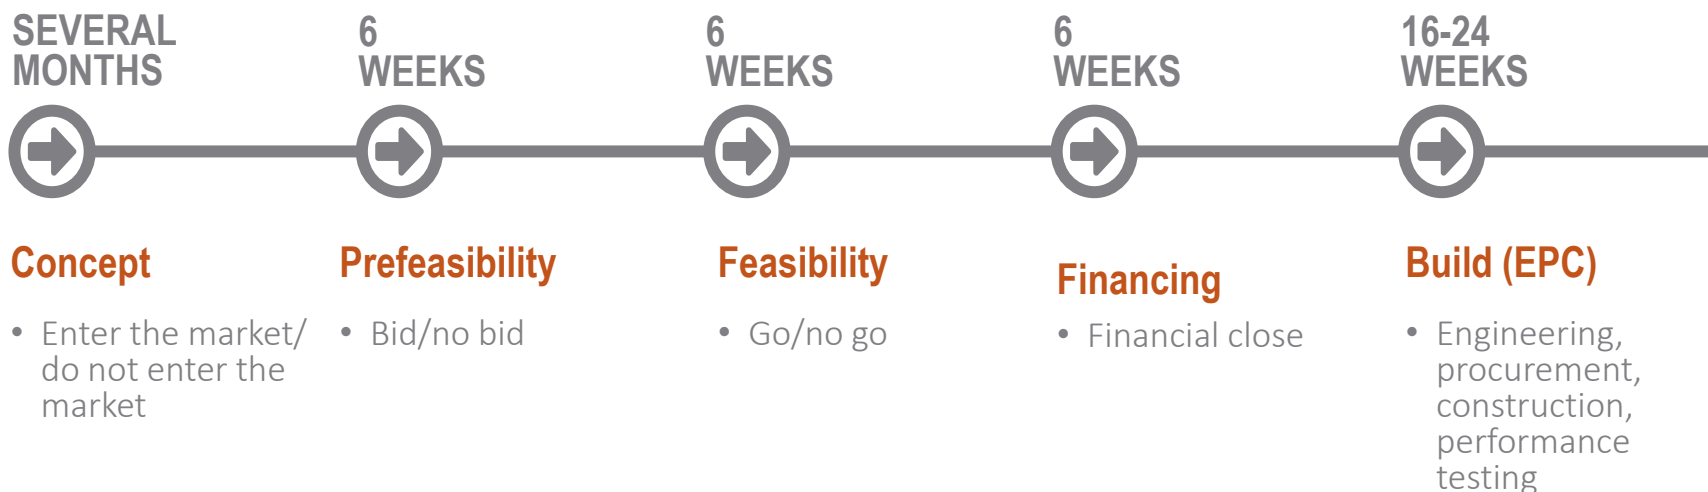 SEVERAL
MONTHS
6
WEEKS
6
WEEKS
6
WEEKS
16-24
WEEKS
Concept
• Enter the market/
do not enter the
market
Prefeasibility
• Bid/no bid
Feasibility
• Go/no go
Financing
• Financial close
Build (EPC)
• Engineering,
procurement,
construction,
performance
testing